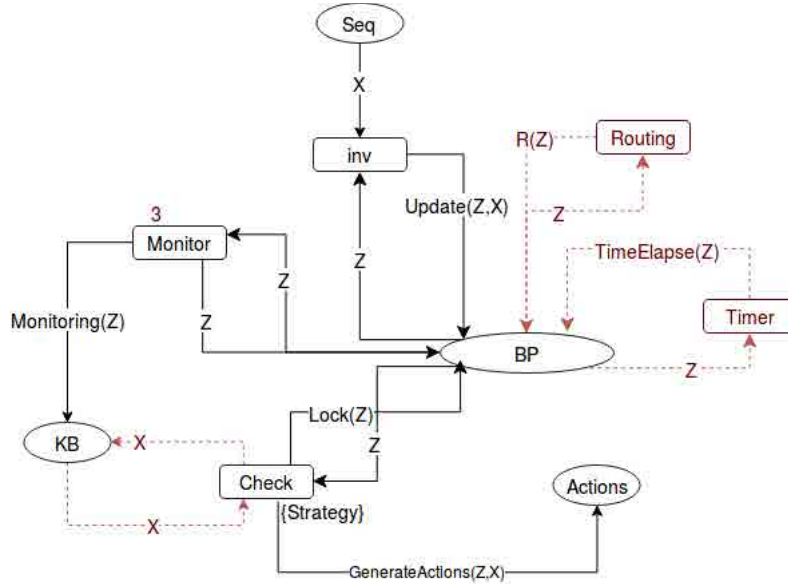 Seq
X
R(Z)
Routing
inv
Update(Z,X)
Z
3
Monitor
TimeElapse(Z)
Z
Z
Z
Timer
Monitoring(Z)
BP
Z
Lock(Z)
KB
X
Z
Check
Actions
{Strategy}
X
GenerateActions(Z,X)